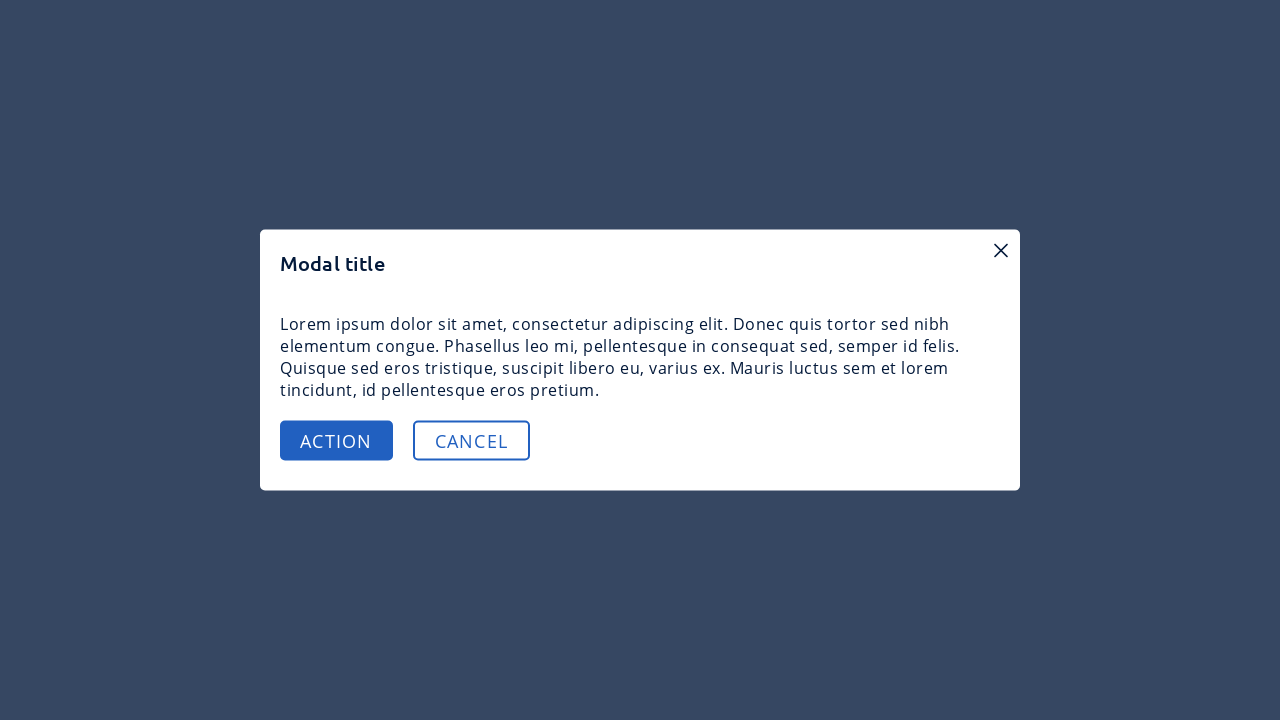 Modal title
Lorem ipsum dolor sit amet, consectetur adipiscing elit. Donec quis tortor sed nibh
elementum congue. Phasellus leo mi, pellentesque in consequat sed, semper id felis.
Quisque sed eros tristique, suscipit libero eu, varius ex. Mauris luctus sem et lorem
tincidunt, id pellentesque eros pretium.
ACTION CANCEL